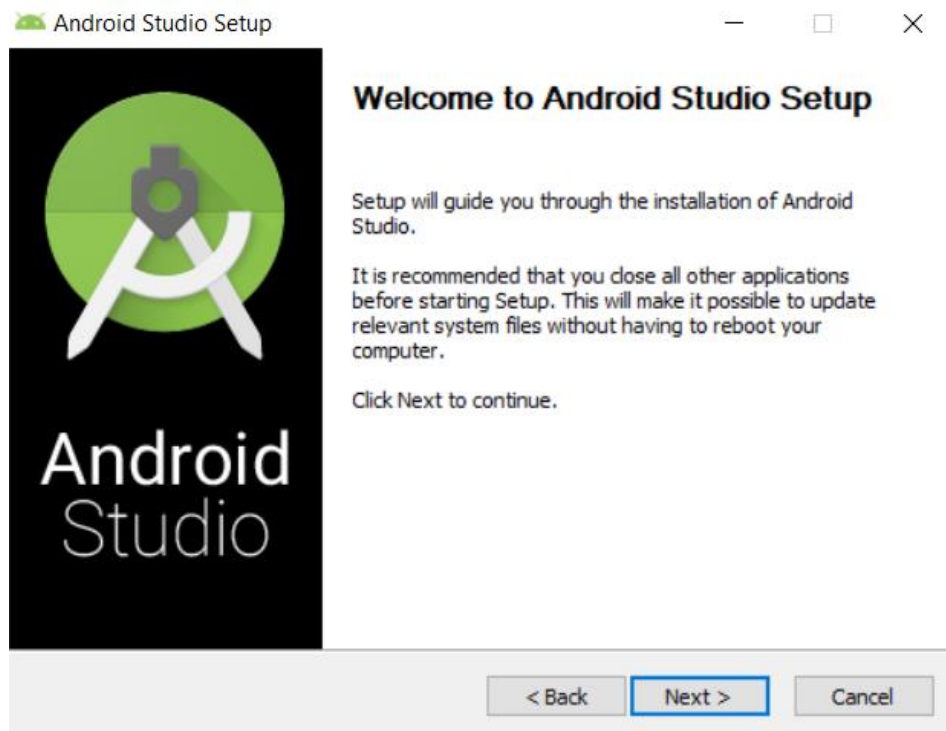 Android Studio Setup
Welcome to Android Studio Setup
Setup will guide you through the installation of Android
Studio.
It is recommended that you close all other applications
before starting Setup. This will make it possible to update
relevant system files without having to reboot your
computer.
Click Next to continue.
Android
Studio
< Back Next > Cancel